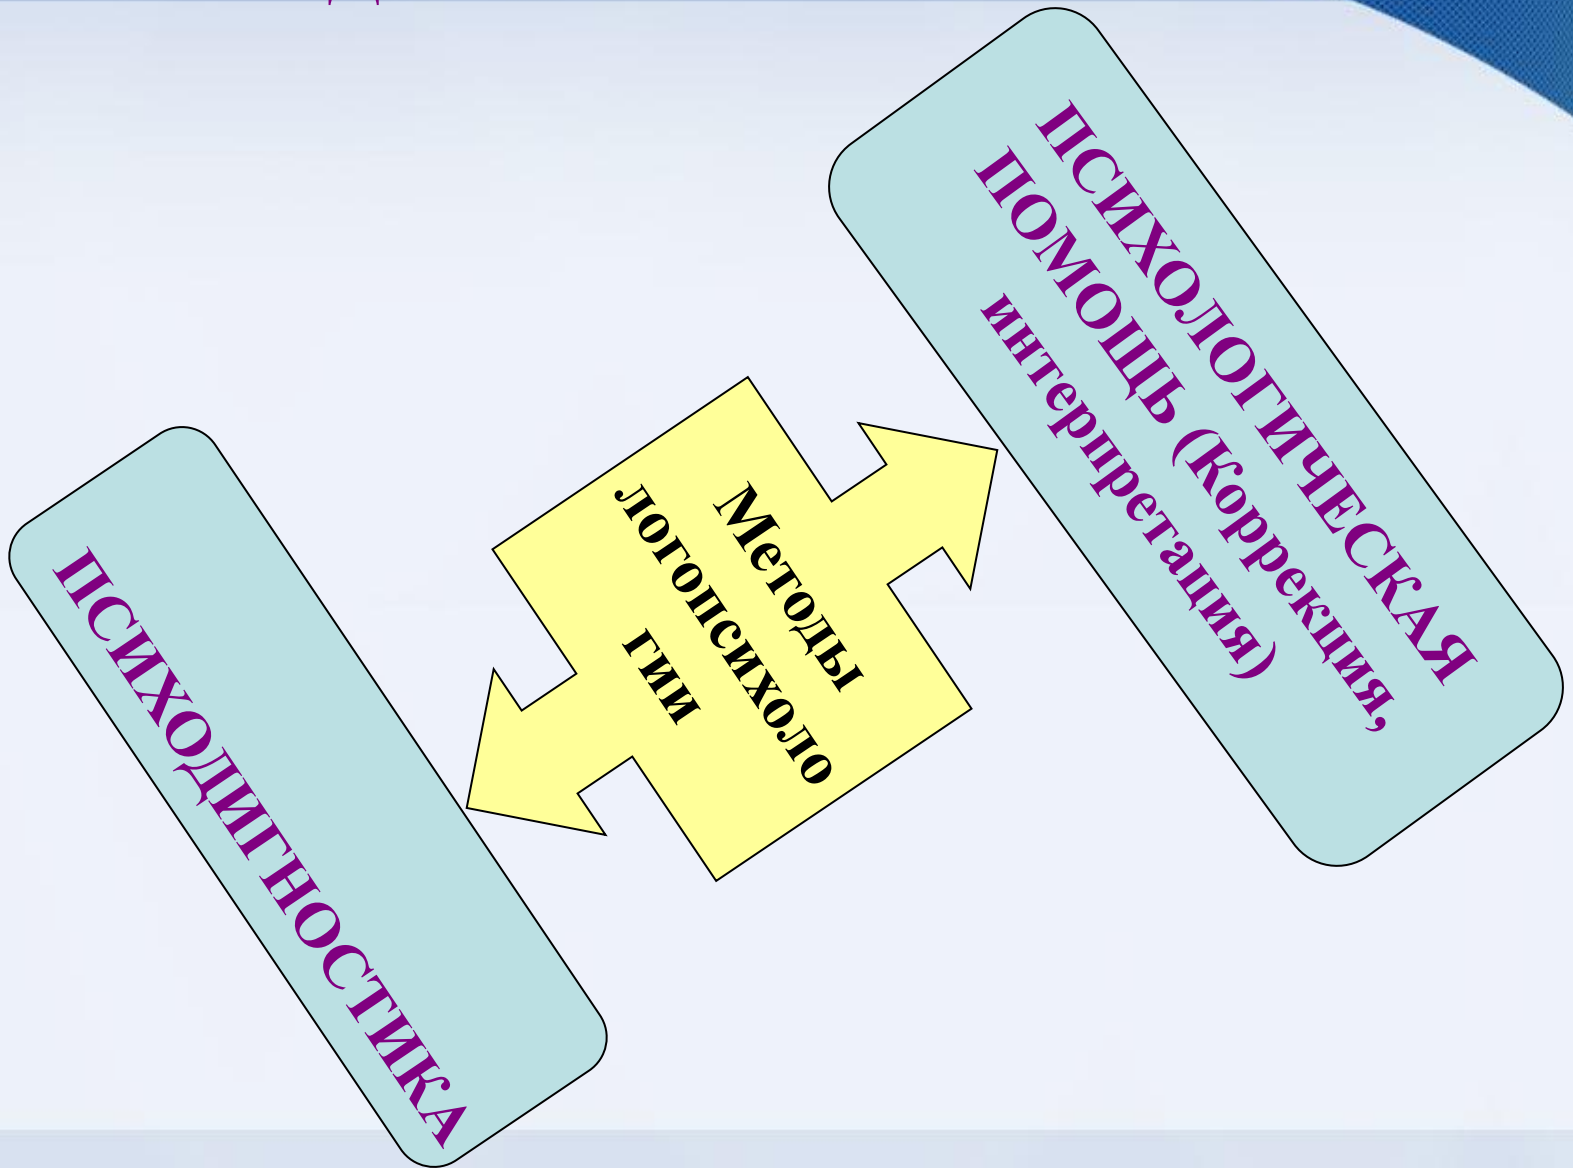 ПСИХОЛОГИЧЕСКАЯ
ПОМОЩЬ (Коррекция,
интерпретация)
Методы
логопсихоло
гии
ПСИХОДИГНОСТИКА